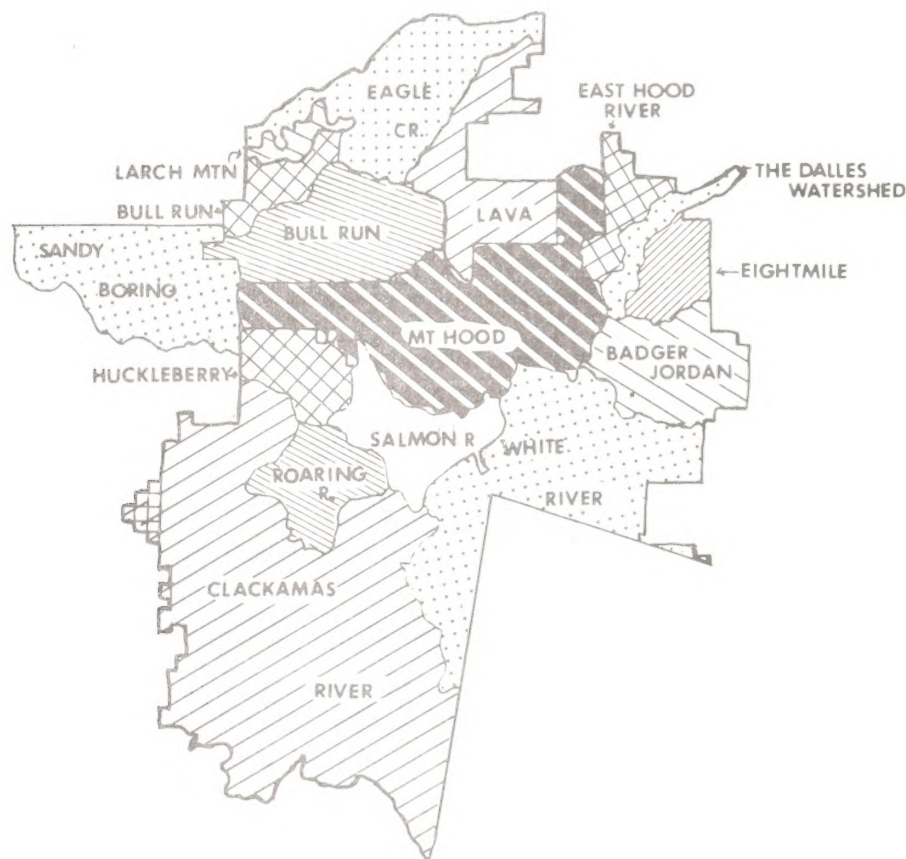 EAGLE
CR.
EAST HOOD
RIVER
LARCH MTN
THE DALLES
WATERSHED
BULL RUN
LAVA
BULL RUN
SANDY
EIGHTMILE
BORING
MT HOOD
BADGER
JORDAN
HUCKLEBERRY
SALMON R
WHITE
ROARING
R.
RIVER
CLACKAMAS
RIVER